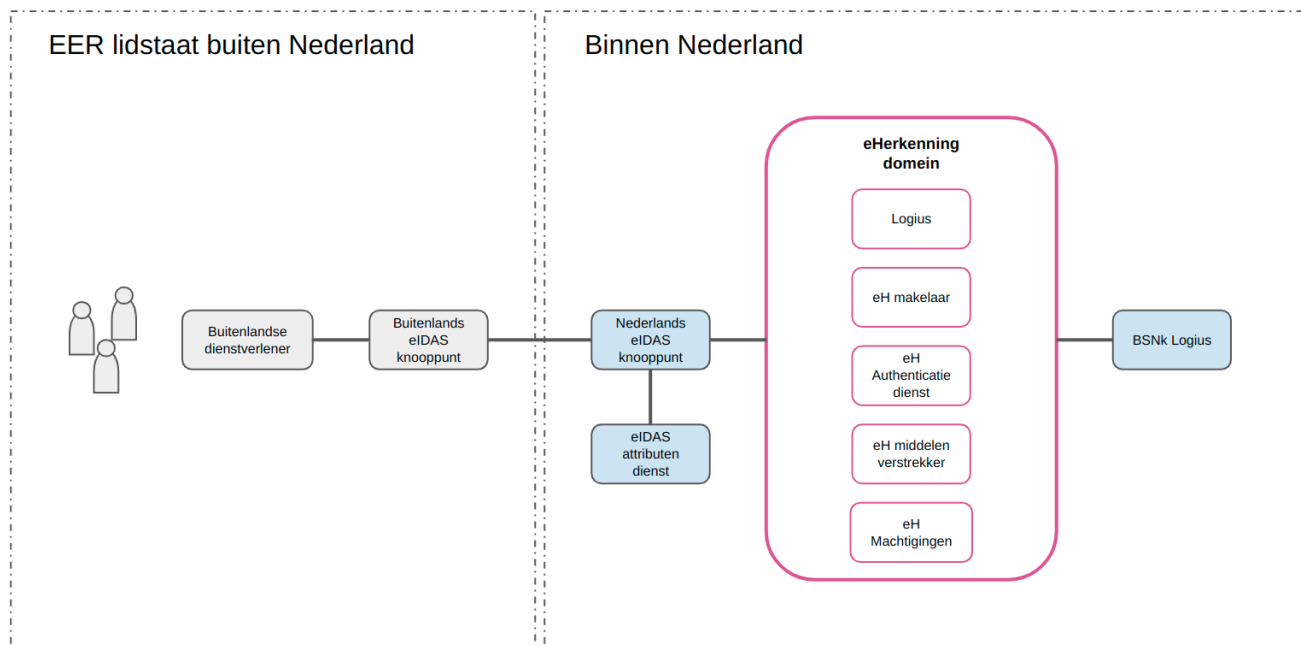 EER lidstaat buiten Nederland
Binnen Nederland
eHerkenning
domein
Logius
eH makelaar
eH
Authenticatie
dienst
eH middelen
verstrekker
eH
Machtigingen
Buitenlandse
dienstverlener
Buitenlands
eIDAS
knooppunt
Nederlands
eIDAS
knooppunt
eIDAS
attributen
dienst
BSNk Logius